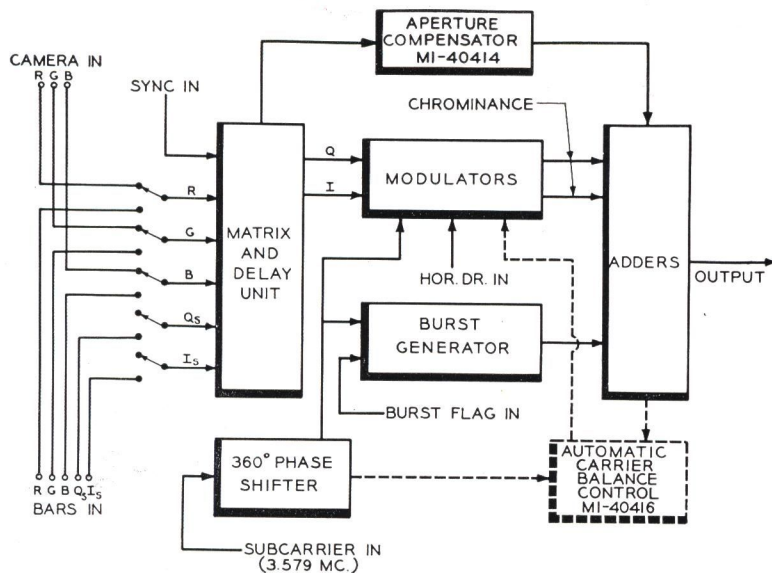 APERTURE
COMPENSATOR
MI-40414
CAMERA IN
R G B
SYNC IN
CHROMINANCE
Q
I
MODULATORS
R
G
B
QS
IS
MATRIX
AND
DELAY
UNIT
ADDERS
OUTPUT
HOR. DR. IN
BURST
GENERATOR
BURST FLAG IN
360° PHASE
SHIFTER
AUTOMATIC
CARRIER
BALANCE
CONTROL
MI-40416
R G B QS IS
BARS IN
SUBCARRIER IN
(3.579 MC.)